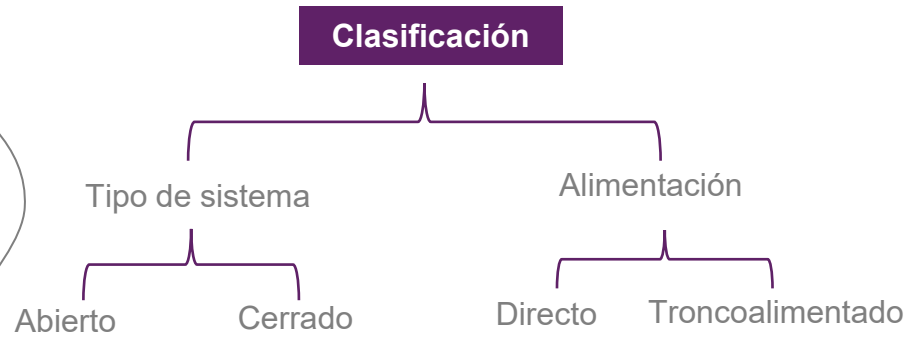 Clasificación
Tipo de sistema
Alimentación
Abierto
Cerrado
Directo
Troncoalimentado